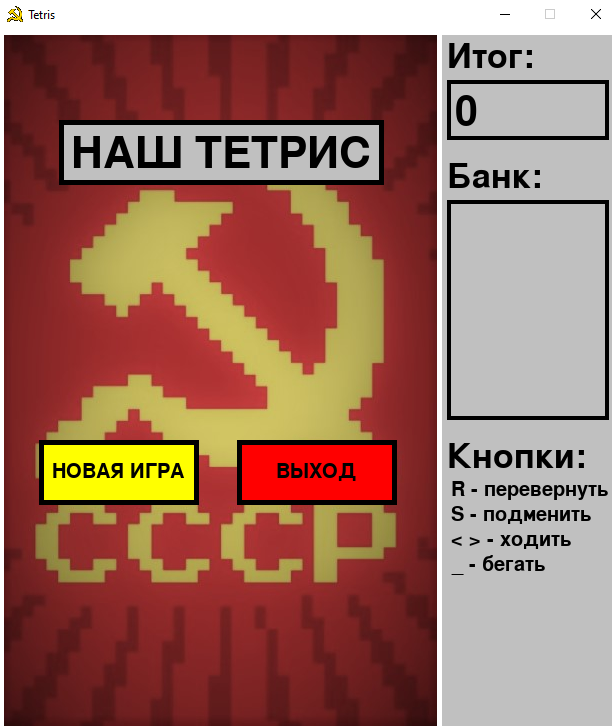 Tetris
НАШ ТЕТРИС
НОВАЯ ИГРА
ВЫХОД
СССР
Итог:
0
Банк:
Кнопки:
R - перевернуть
S - подменить
< > - ходить
_ - бегать